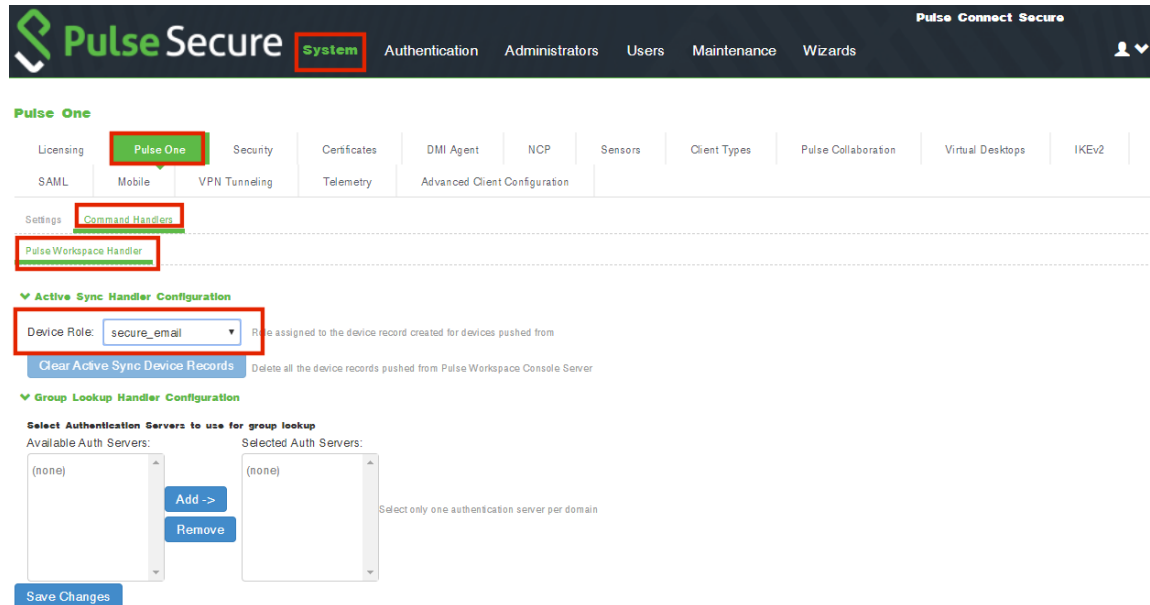 Pulse Connect Secure
Pulse Secure System Authentication Administrators Users Maintenance Wizards
Pulse One
Licensing Pulse One Security Certificates DMI Agent NCP Sensors Client Types Pulse Collaboration Virtual Desktops IKEv2
SAML Mobile VPN Tunneling Telemetry Advanced Client Configuration
Settings Command Handlers
Pulse Workspace Handler
Active Sync Handler Configuration
Device Role: secure_email Role assigned to the device record created for devices pushed from
Clear Active Sync Device Records Delete all the device records pushed from Pulse Workspace Console Server
Group Lookup Handler Configuration
Select Authentication Servers to use for group lookup
Available Auth Servers: Selected Auth Servers:
(none) (none)
Add ->
Select only one authentication server per domain
Remove
Save Changes